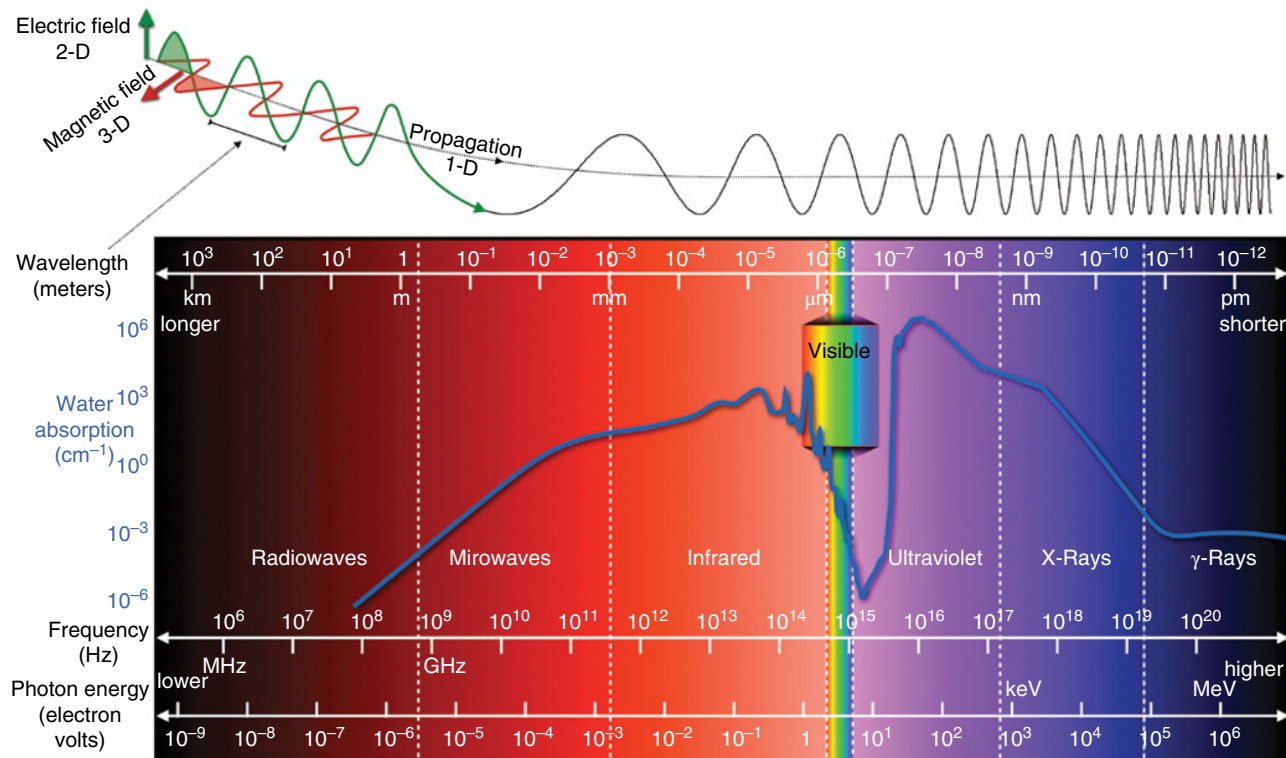 Electric field
2-D
Magnetic field
3-D
Propagation
1-D
Wavelength
(meters)
10³ 10² 10¹ 1 10⁻¹ 10⁻² 10⁻³ 10⁻⁴ 10⁻⁵ 10⁻⁶ 10⁻⁷ 10⁻⁸ 10⁻⁹ 10⁻¹⁰ 10⁻¹¹ 10⁻¹²
km m mm μm nm pm
longer shorter
Visible
Water
absorption
(cm⁻¹)
10⁶
10³
10⁰
10⁻³
10⁻⁶
Radiowaves Mirowaves Infrared Ultraviolet X-Rays γ-Rays
Frequency
(Hz)
10⁶ 10⁷ 10⁸ 10⁹ 10¹⁰ 10¹¹ 10¹² 10¹³ 10¹⁴ 10¹⁵ 10¹⁶ 10¹⁷ 10¹⁸ 10¹⁹ 10²⁰
MHz GHz
lower higher
Photon energy
(electron
volts)
keV MeV
10⁻⁹ 10⁻⁸ 10⁻⁷ 10⁻⁶ 10⁻⁵ 10⁻⁴ 10⁻³ 10⁻² 10⁻¹ 1 10¹ 10² 10³ 10⁴ 10⁵ 10⁶